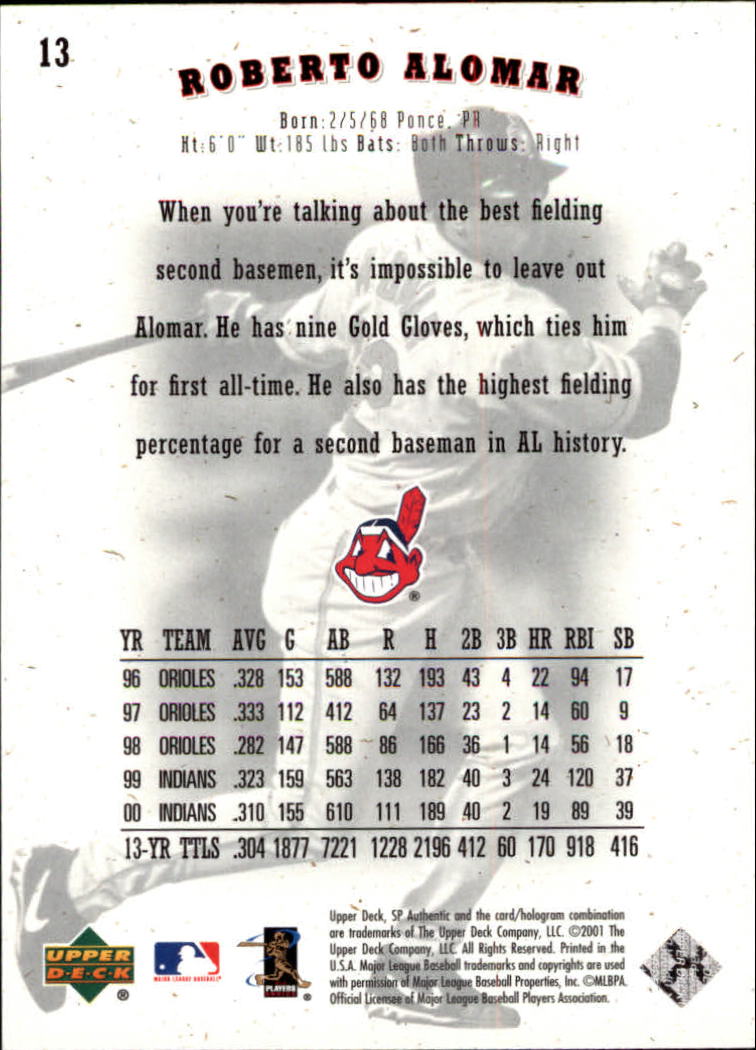 13
ROBERTO ALOMAR
Born:2/5/68 Ponce, PR
Ht:6'0" Wt:185 lbs Bats: Both Throws: Right
When you're talking about the best fielding
second basemen, it's impossible to leave out
Alomar. He has nine Gold Gloves, which ties him
for first all-time. He also has the highest fielding
percentage for a second baseman in AL history.
®
YR TEAM AVG G AB R H 2B 3B HR RBI SB
96 ORIOLES .328 153 588 132 193 43 4 22 94 17
97 ORIOLES .333 112 412 64 137 23 2 14 60 9
98 ORIOLES .282 147 588 86 166 36 1 14 56 18
99 INDIANS .323 159 563 138 182 40 3 24 120 37
00 INDIANS .310 155 610 111 189 40 2 19 89 39
13-YR TTLS .304 1877 7221 1228 2196 412 60 170 918 416
UPPER
D·E·C·K
®
MAJOR LEAGUE BASEBALL®
PLAYERS
CHOICE
®
Upper Deck, SP Authentic and the card/hologram combination
are trademarks of The Upper Deck Company, LLC. ©2001 The
Upper Deck Company, LLC All Rights Reserved. Printed in the
U.S.A. Major League Baseball trademarks and copyrights are used
with permission of Major League Baseball Properties, Inc. ©MLBPA.
Official Licensee of Major League Baseball Players Association.